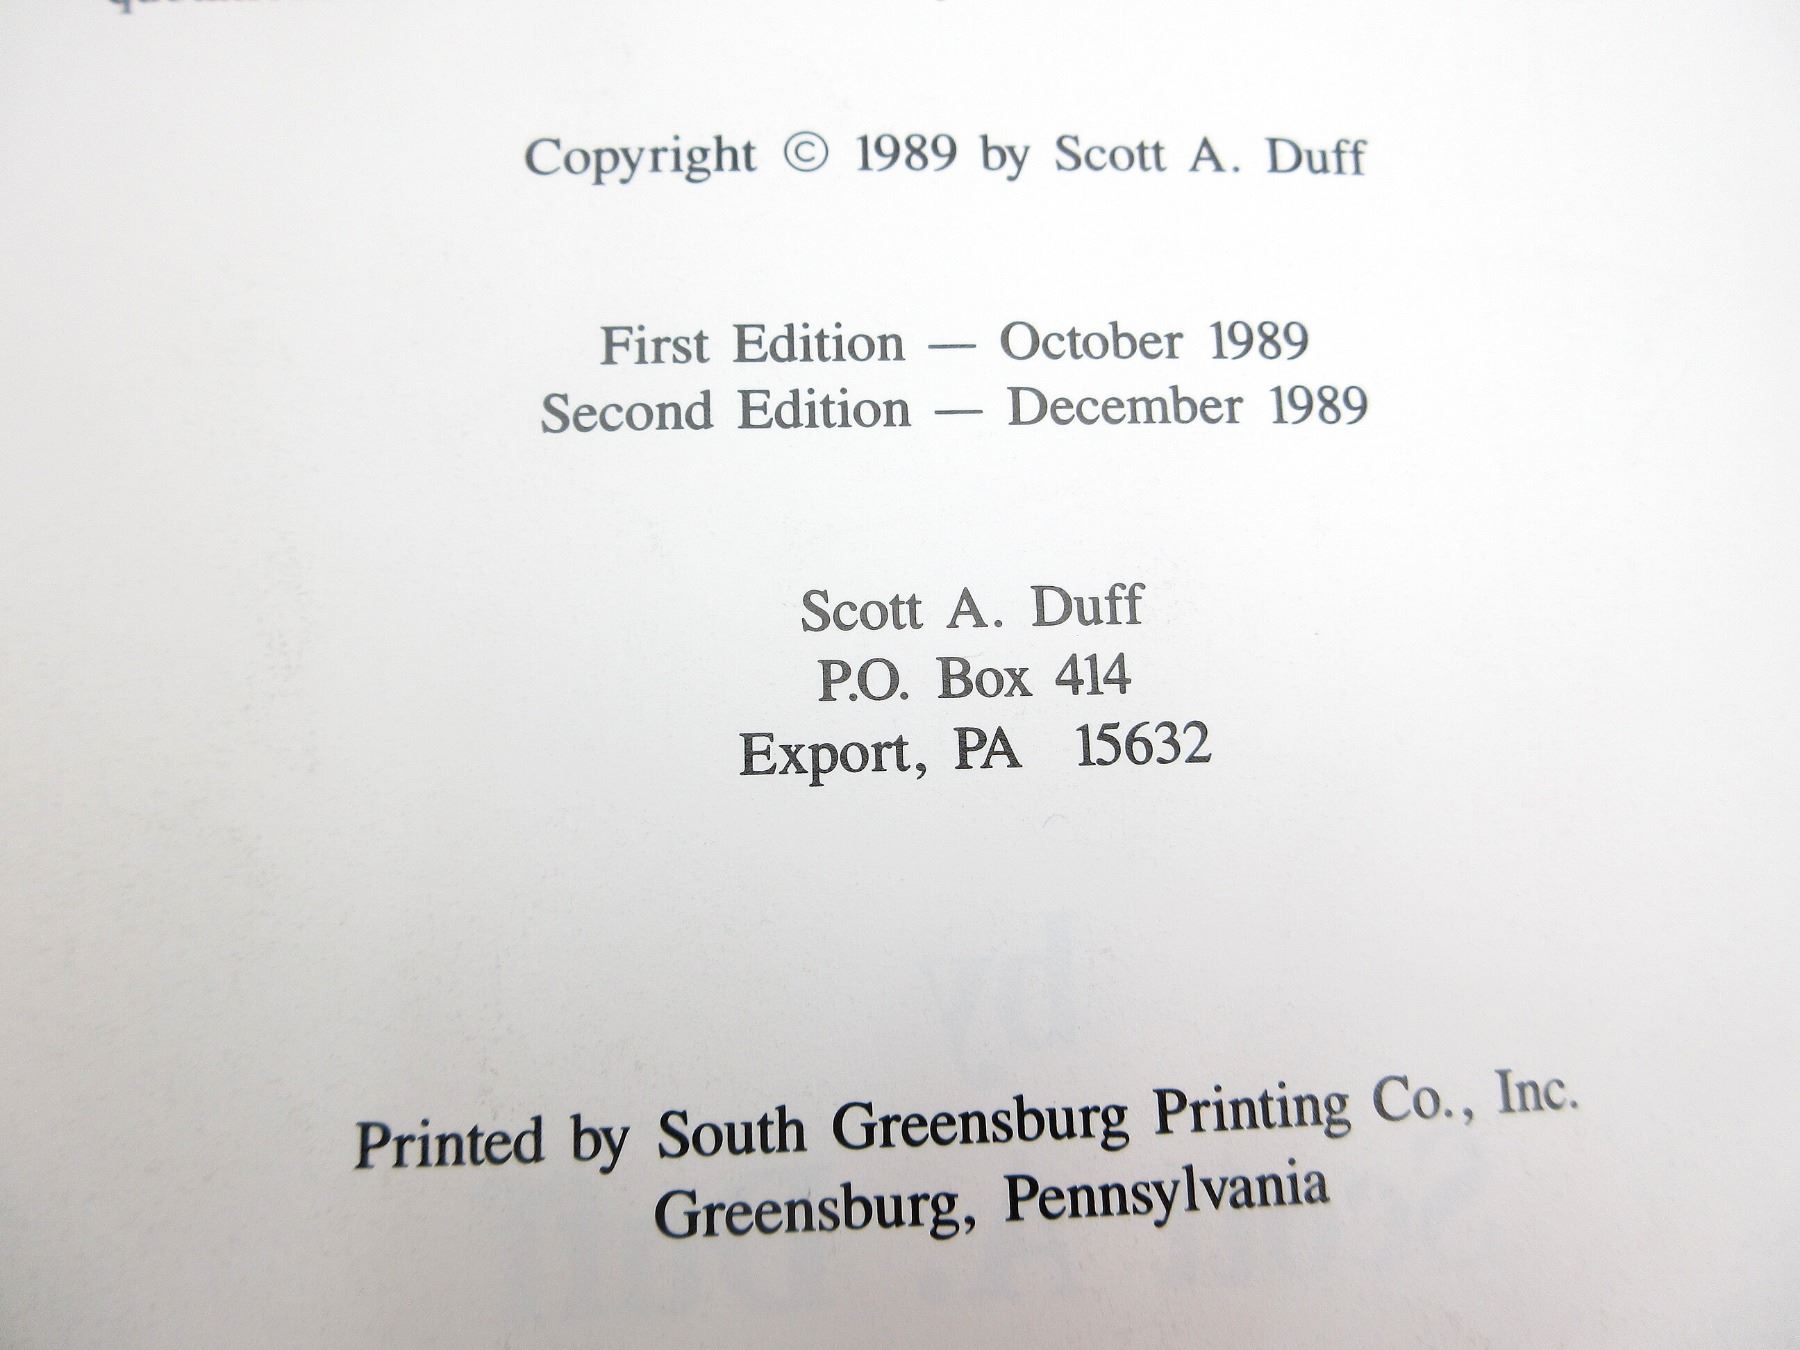 Copyright © 1989 by Scott A. Duff
First Edition — October 1989
Second Edition — December 1989
Scott A. Duff
P.O. Box 414
Export, PA 15632
Printed by South Greensburg Printing Co., Inc.
Greensburg, Pennsylvania